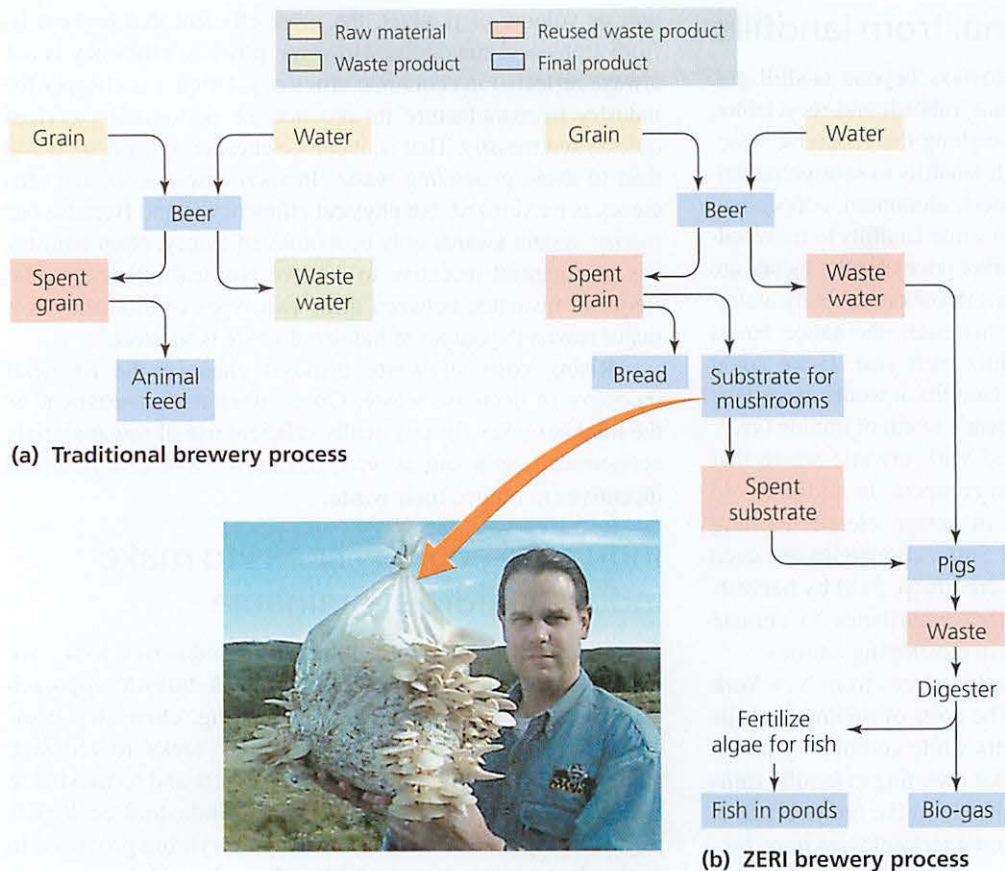 Raw material
Reused waste product
Waste product
Final product
Grain
Water
Beer
Spent
grain
Waste
water
Animal
feed
(a) Traditional brewery process
Grain
Water
Beer
Spent
grain
Waste
water
Bread
Substrate for
mushrooms
Spent
substrate
Pigs
Waste
Digester
Fertilize
algae for fish
Fish in ponds
Bio-gas
(b) ZERI brewery process